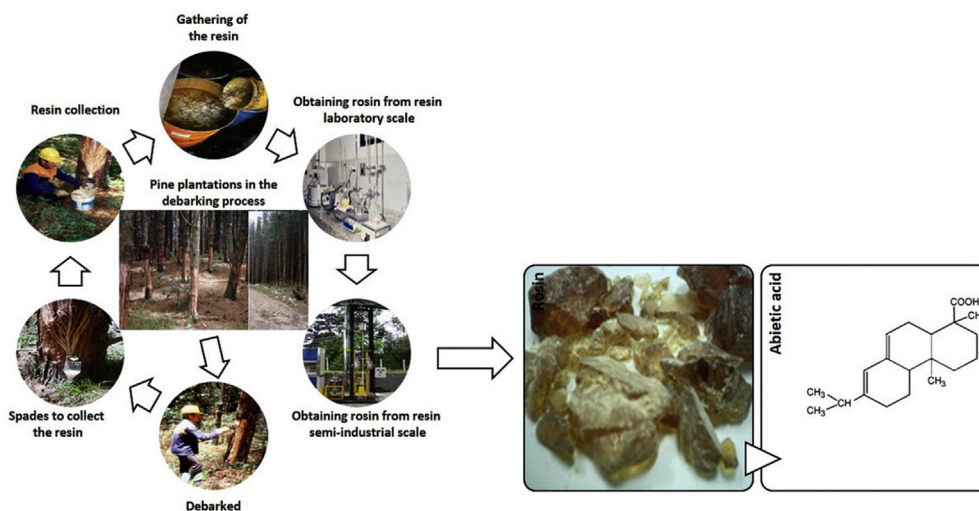 Gathering of
the resin
Resin collection
Obtaining rosin from resin
laboratory scale
Pine plantations in the
debarking process
Spades to collect
the resin
Obtaining rosin from resin
semi-industrial scale
Debarked
Rosin
Abietic acid
COOH
CH₃
CH₃
CH₃
CH
CH₃